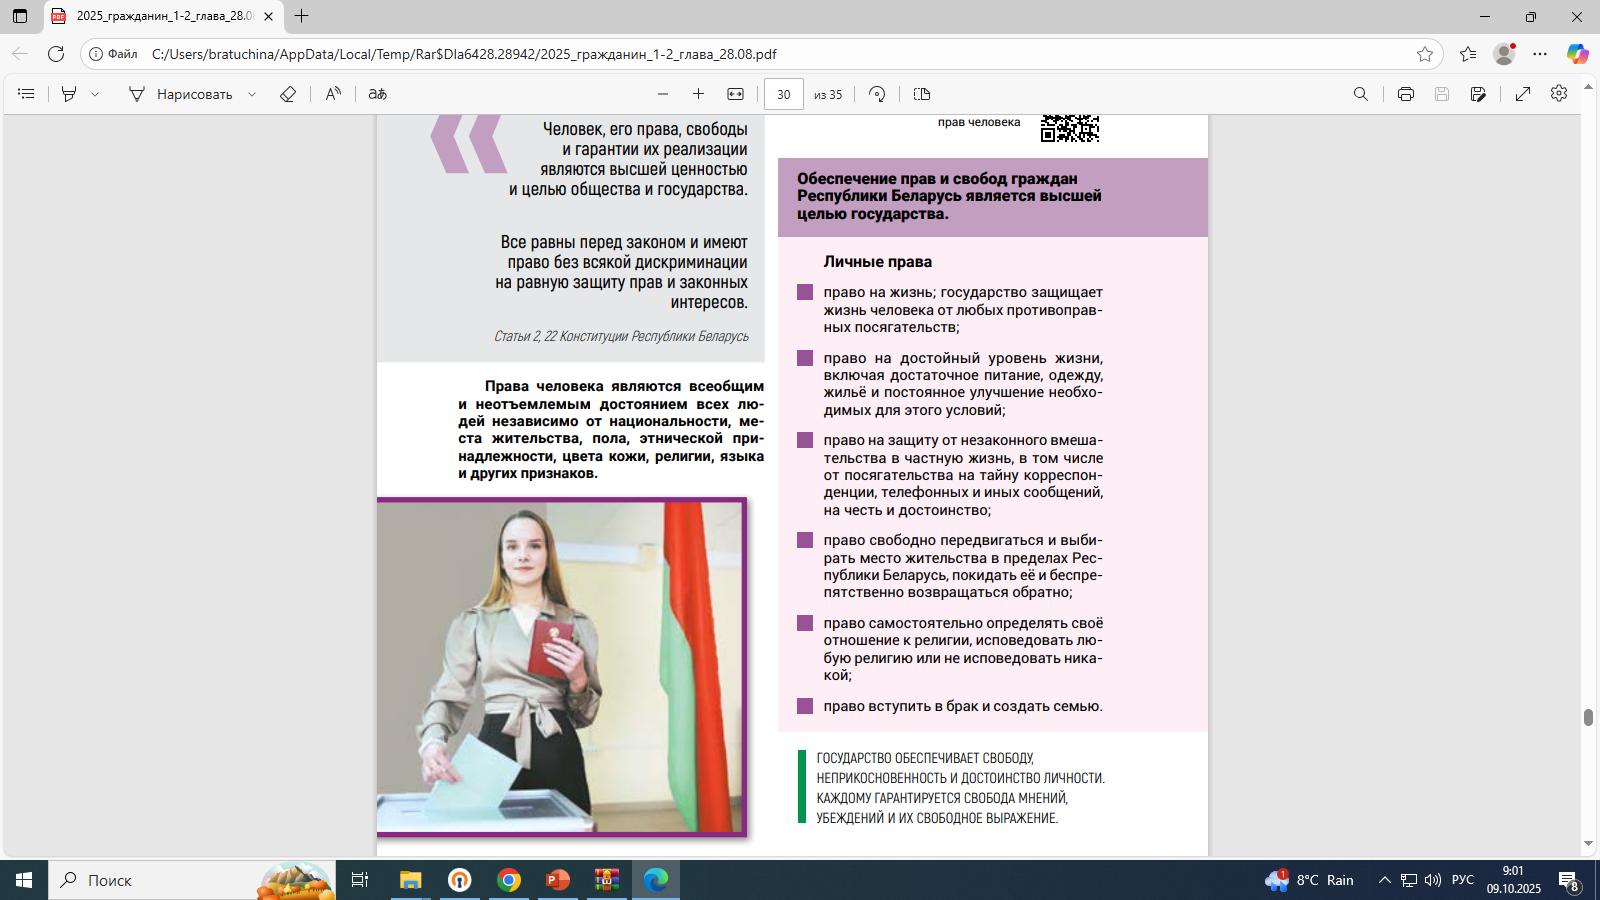 2025_гражданин_1-2_глава_28.0
Файл
C:/Users/bratuchina/AppData/Local/Temp/Rar$DIa6428.28942/2025_гражданин_1-2_глава_28.08.pdf
Нарисовать
30
из 35
Человек, его права, свободы
и гарантии их реализации
являются высшей ценностью
и целью общества и государства.
Все равны перед законом и имеют
право без всякой дискриминации
на равную защиту прав и законных
интересов.
Статьи 2, 22 Конституции Республики Беларусь
Права человека являются всеобщим
и неотъемлемым достоянием всех лю-
дей независимо от национальности, ме-
ста жительства, пола, этнической при-
надлежности, цвета кожи, религии, языка
и других признаков.
прав человека
Обеспечение прав и свобод граждан
Республики Беларусь является высшей
целью государства.
Личные права
право на жизнь; государство защищает
жизнь человека от любых противоправ-
ных посягательств;
право на достойный уровень жизни,
включая достаточное питание, одежду,
жильё и постоянное улучшение необхо-
димых для этого условий;
право на защиту от незаконного вмеша-
тельства в частную жизнь, в том числе
от посягательства на тайну корреспон-
денции, телефонных и иных сообщений,
на честь и достоинство;
право свободно передвигаться и выби-
рать место жительства в пределах Рес-
публики Беларусь, покидать её и беспре-
пятственно возвращаться обратно;
право самостоятельно определять своё
отношение к религии, исповедовать лю-
бую религию или не исповедовать ника-
кой;
право вступить в брак и создать семью.
ГОСУДАРСТВО ОБЕСПЕЧИВАЕТ СВОБОДУ,
НЕПРИКОСНОВЕННОСТЬ И ДОСТОИНСТВО ЛИЧНОСТИ.
КАЖДОМУ ГАРАНТИРУЕТСЯ СВОБОДА МНЕНИЙ,
УБЕЖДЕНИЙ И ИХ СВОБОДНОЕ ВЫРАЖЕНИЕ.
Поиск
1
8°C Rain
РУС
9:01
09.10.2025
8